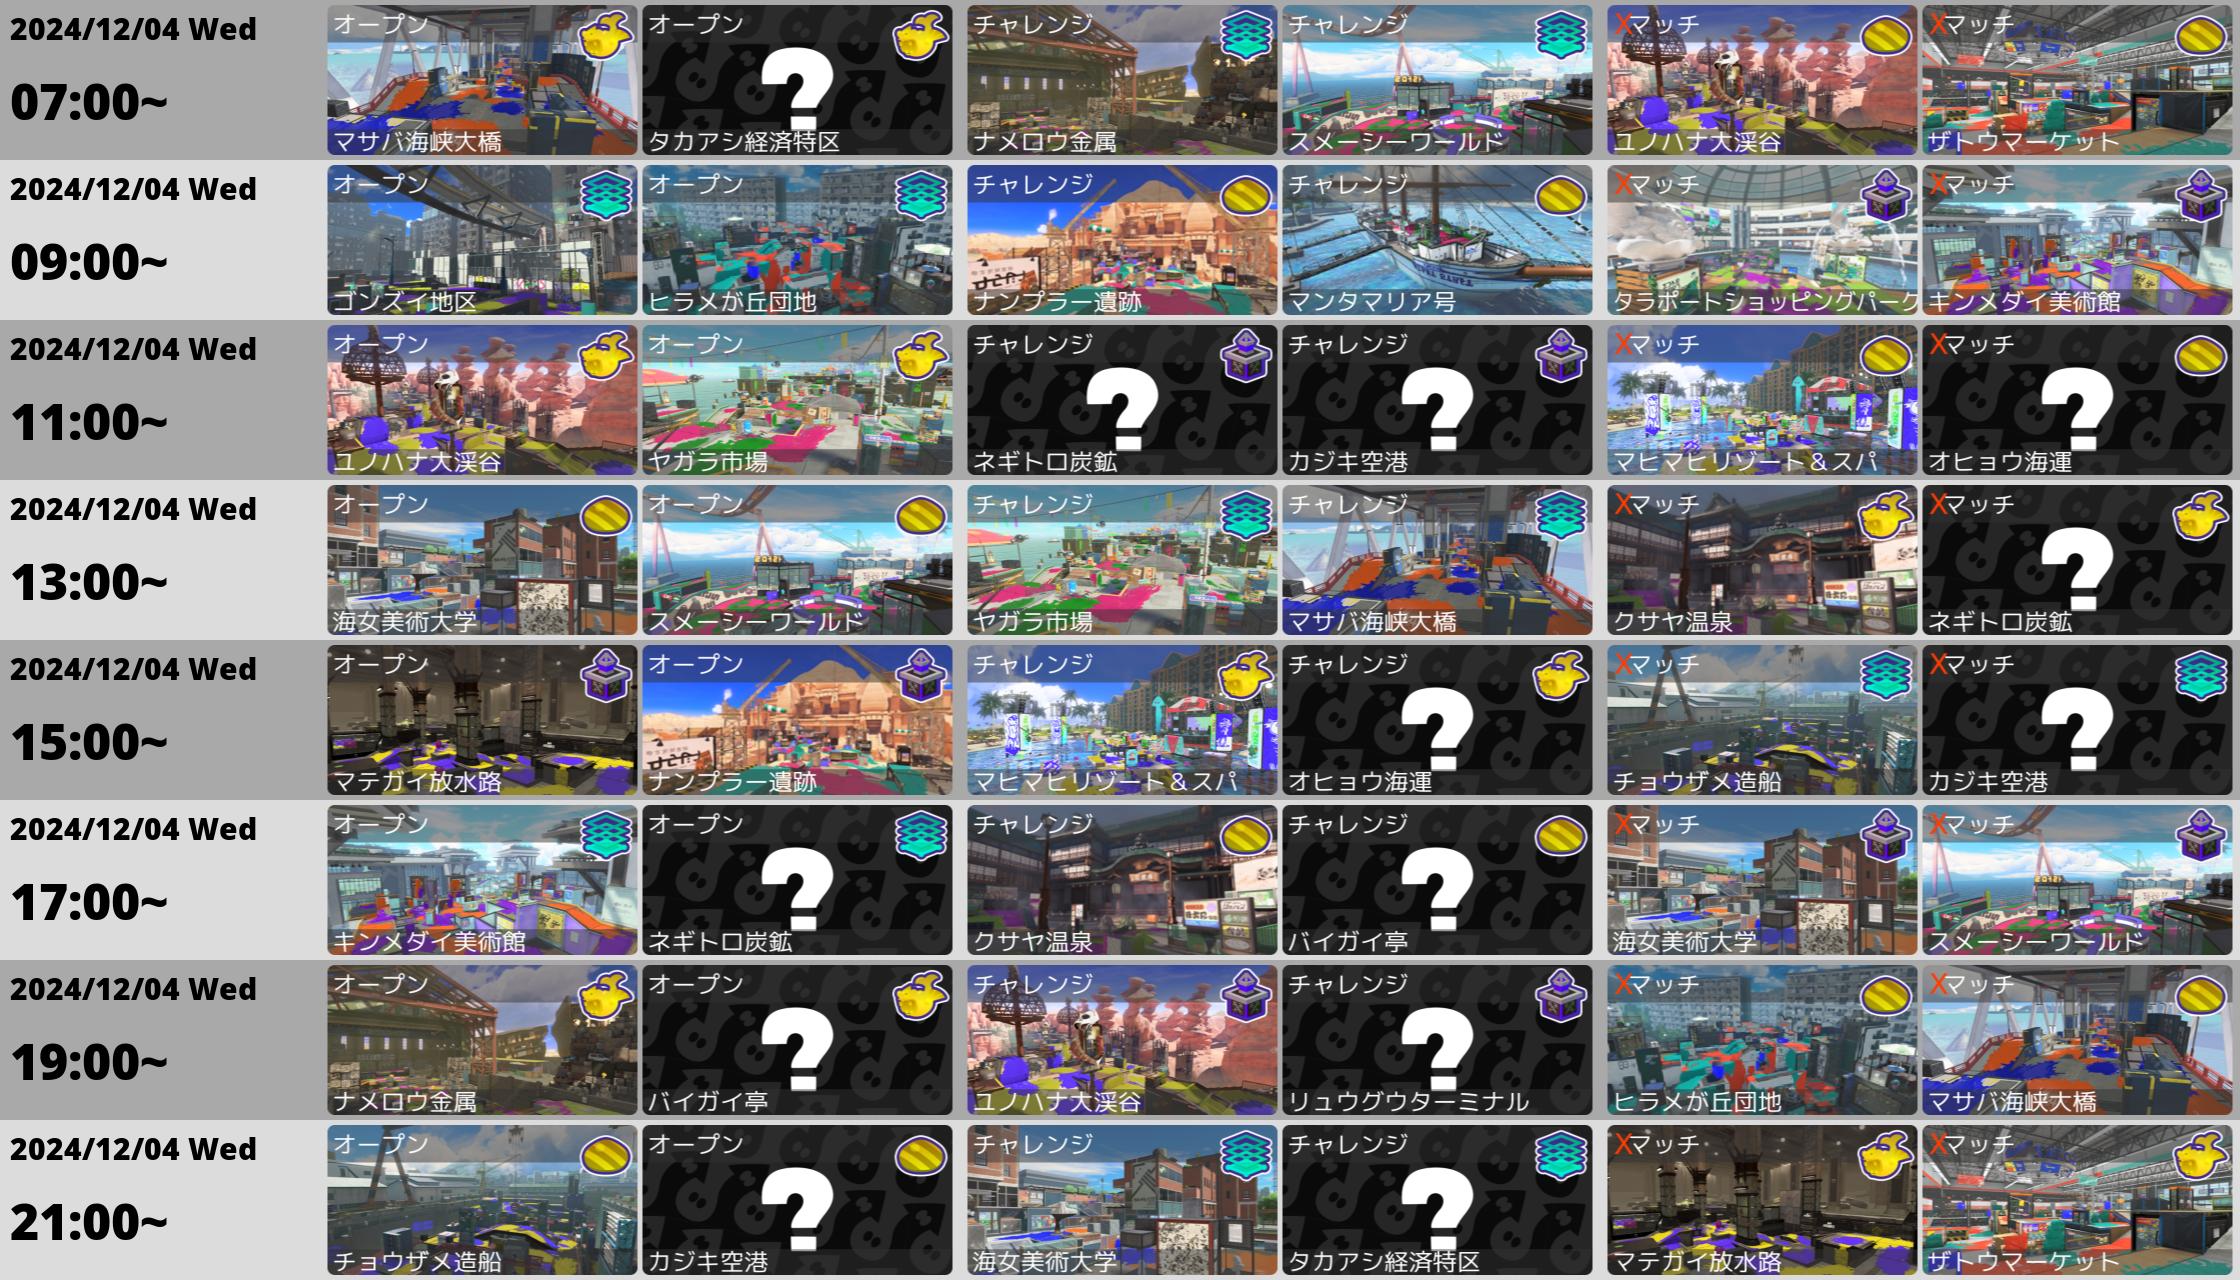 2024/12/04 Wed
07:00~
オープン
マサバ海峡大橋
オープン
?
タカアシ経済特区
チャレンジ
ナメロウ金属
チャレンジ
スメーシーワールド
Xマッチ
ユノハナ大渓谷
Xマッチ
ザトウマーケット
2024/12/04 Wed
09:00~
オープン
ゴンズイ地区
オープン
ヒラメが丘団地
チャレンジ
ナンプラー遺跡
チャレンジ
マンタマリア号
Xマッチ
タラポートショッピングパーク
Xマッチ
キンメダイ美術館
2024/12/04 Wed
11:00~
オープン
ユノハナ大渓谷
オープン
ヤガラ市場
チャレンジ
?
ネギトロ炭鉱
チャレンジ
?
カジキ空港
Xマッチ
マヒマヒリゾート&スパ
Xマッチ
?
オヒョウ海運
2024/12/04 Wed
13:00~
オープン
海女美術大学
オープン
スメーシーワールド
チャレンジ
ヤガラ市場
チャレンジ
マサバ海峡大橋
Xマッチ
クサヤ温泉
Xマッチ
?
ネギトロ炭鉱
2024/12/04 Wed
15:00~
オープン
マテガイ放水路
オープン
ナンプラー遺跡
チャレンジ
マヒマヒリゾート&スパ
チャレンジ
?
オヒョウ海運
Xマッチ
チョウザメ造船
Xマッチ
?
カジキ空港
2024/12/04 Wed
17:00~
オープン
キンメダイ美術館
オープン
?
ネギトロ炭鉱
チャレンジ
クサヤ温泉
チャレンジ
?
バイガイ亭
Xマッチ
海女美術大学
Xマッチ
スメーシーワールド
2024/12/04 Wed
19:00~
オープン
ナメロウ金属
オープン
?
バイガイ亭
チャレンジ
ユノハナ大渓谷
チャレンジ
?
リュウグウターミナル
Xマッチ
ヒラメが丘団地
Xマッチ
マサバ海峡大橋
2024/12/04 Wed
21:00~
オープン
チョウザメ造船
オープン
?
カジキ空港
チャレンジ
海女美術大学
チャレンジ
?
タカアシ経済特区
Xマッチ
マテガイ放水路
Xマッチ
ザトウマーケット